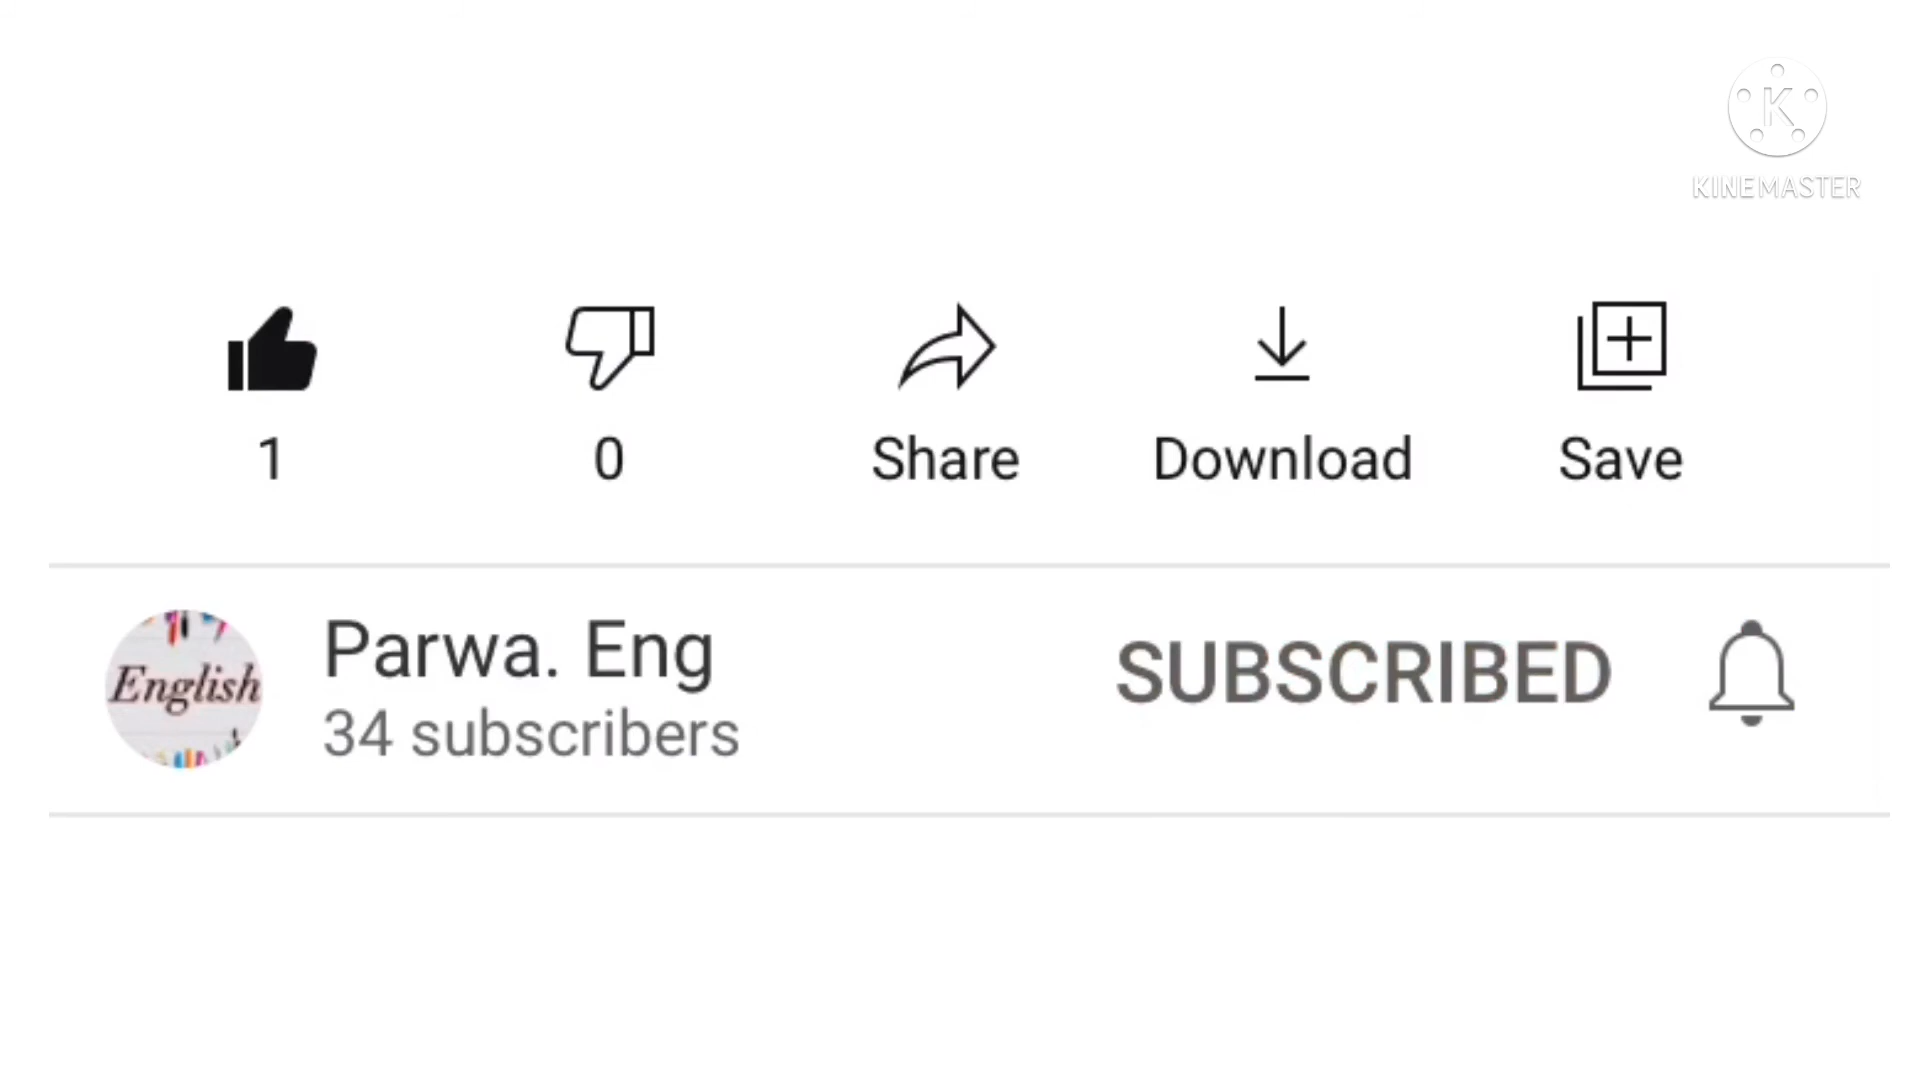 K
KINEMASTER
1 0 Share Download Save
English
Parwa. Eng
34 subscribers
SUBSCRIBED